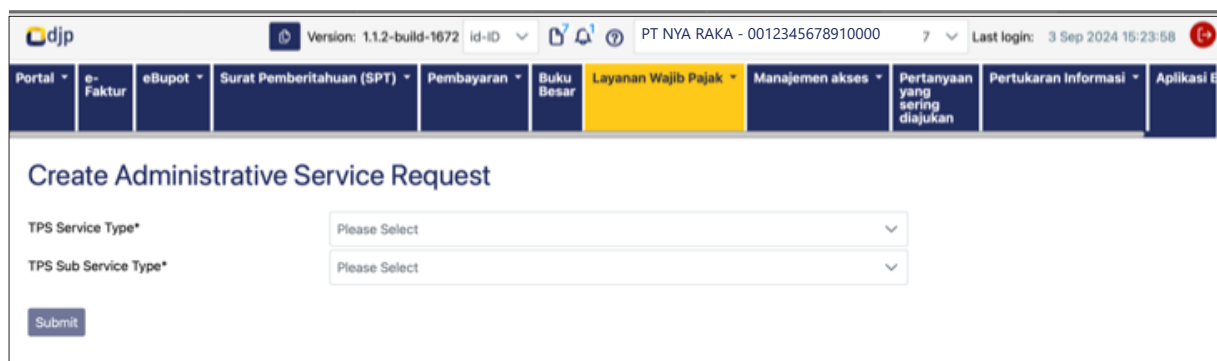 djp Version: 1.1.2-build-1672 id-ID 7 1 PT NYA RAKA - 0012345678910000 7 Last login: 3 Sep 2024 15:23:58
Portal e-Faktur eBupot Surat Pemberitahuan (SPT) Pembayaran Buku Besar Layanan Wajib Pajak Manajemen akses Pertanyaan yang sering diajukan Pertukaran Informasi Aplikasi E
Create Administrative Service Request
TPS Service Type* Please Select
TPS Sub Service Type* Please Select
Submit